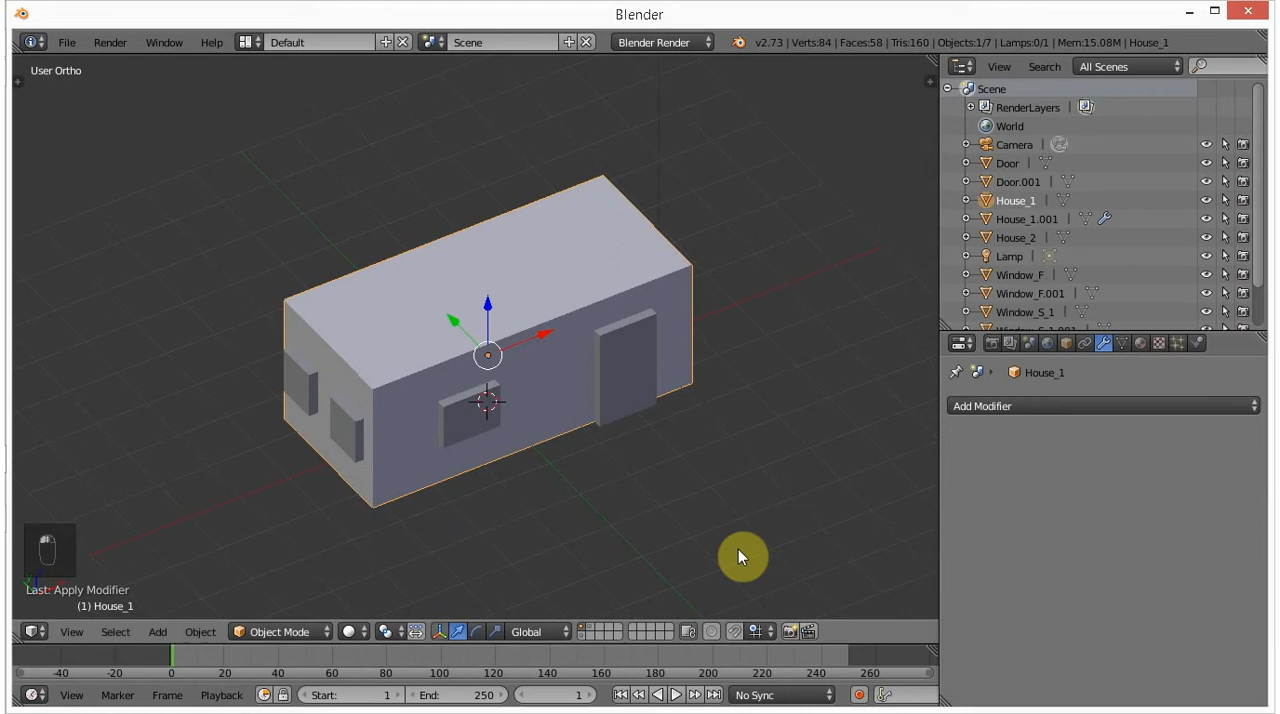 Blender
File Render Window Help Default Scene Blender Render v2.73 | Verts:84 | Faces:58 | Tris:160 | Objects:1/7 | Lamps:0/1 | Mem:15.08M | House_1
User Ortho
View Search All Scenes
Scene
RenderLayers
World
Camera
Door
Door.001
House_1
House_1.001
House_2
Lamp
Window_F
Window_F.001
Window_S_1
Window_S_1.001
House_1
Add Modifier
Last: Apply Modifier
(1) House_1
View Select Add Object Object Mode Global
-40 -20 0 20 40 60 80 100 120 140 160 180 200 220 240 260
View Marker Frame Playback Start: 1 End: 250 1 No Sync